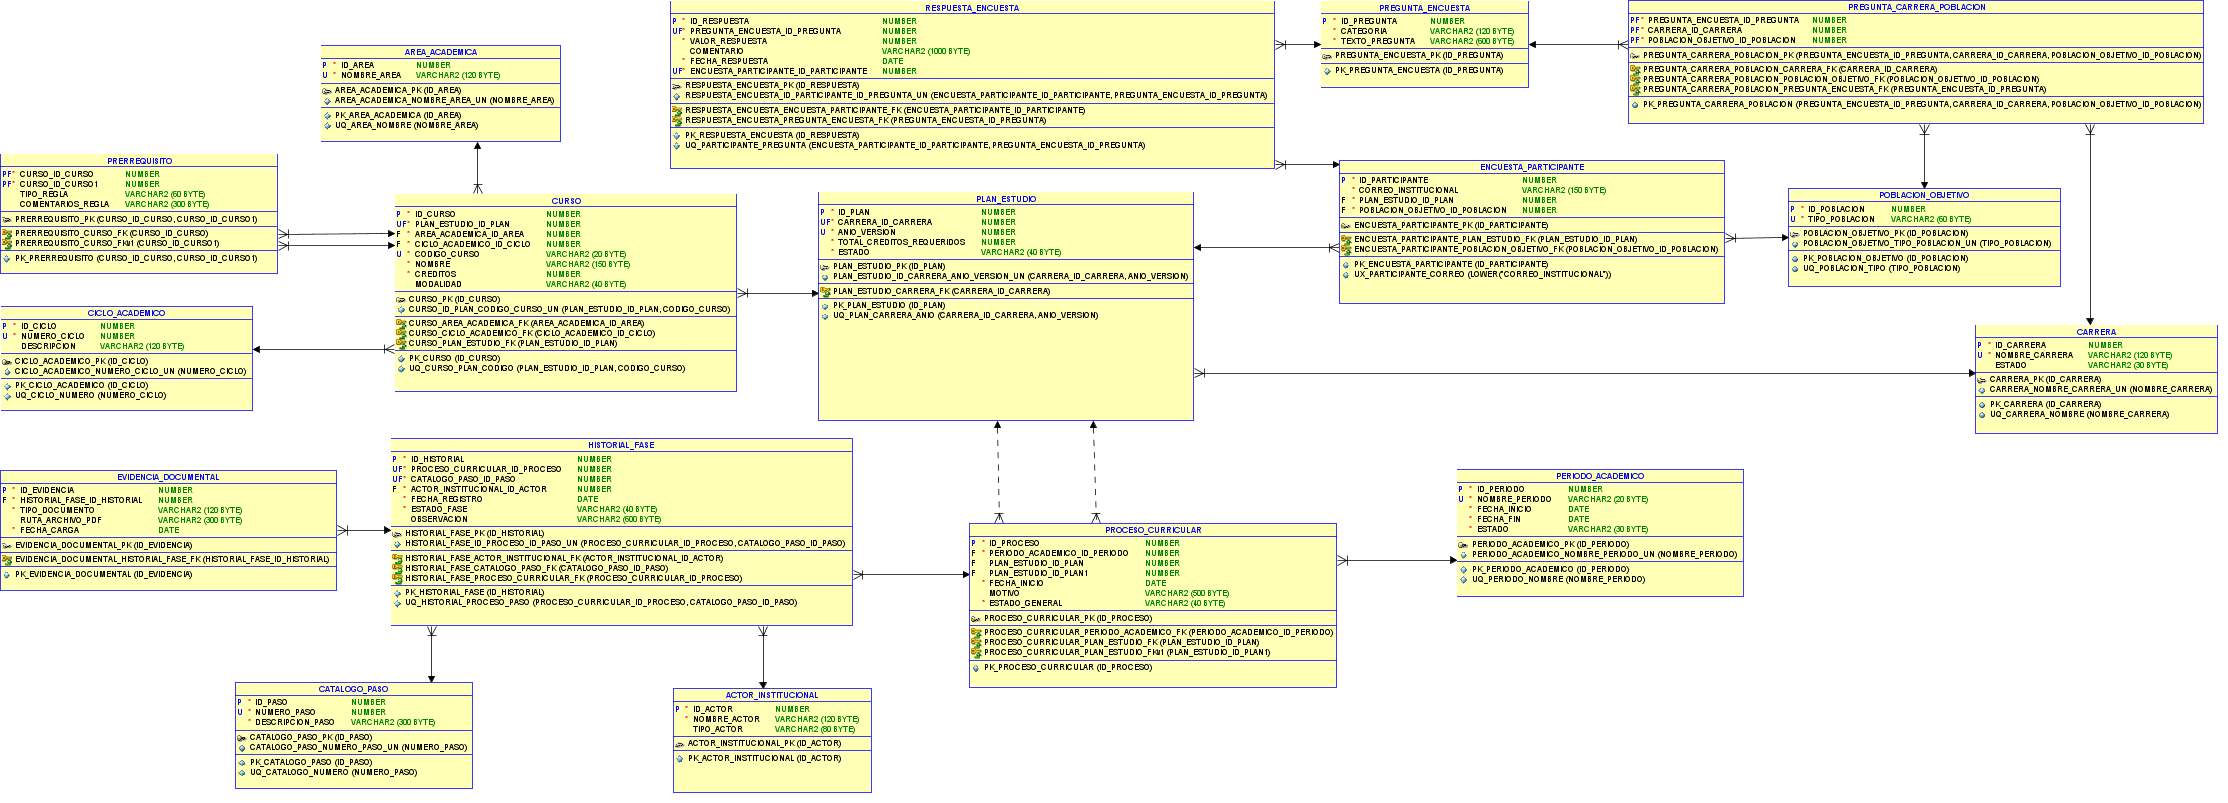 RESPUESTA_ENCUESTA
P * ID_RESPUESTA NUMBER
UF* PREGUNTA_ENCUESTA_ID_PREGUNTA NUMBER
* VALOR_RESPUESTA NUMBER
COMENTARIO VARCHAR2 (1000 BYTE)
* FECHA_RESPUESTA DATE
UF* ENCUESTA_PARTICIPANTE_ID_PARTICIPANTE NUMBER
RESPUESTA_ENCUESTA_PK (ID_RESPUESTA)
RESPUESTA_ENCUESTA_ID_PARTICIPANTE_ID_PREGUNTA_UN (ENCUESTA_PARTICIPANTE_ID_PARTICIPANTE, PREGUNTA_ENCUESTA_ID_PREGUNTA)
RESPUESTA_ENCUESTA_ENCUESTA_PARTICIPANTE_FK (ENCUESTA_PARTICIPANTE_ID_PARTICIPANTE)
RESPUESTA_ENCUESTA_PREGUNTA_ENCUESTA_FK (PREGUNTA_ENCUESTA_ID_PREGUNTA)
PK_RESPUESTA_ENCUESTA (ID_RESPUESTA)
UQ_PARTICIPANTE_PREGUNTA (ENCUESTA_PARTICIPANTE_ID_PARTICIPANTE, PREGUNTA_ENCUESTA_ID_PREGUNTA)
PREGUNTA_ENCUESTA
P * ID_PREGUNTA NUMBER
* CATEGORIA VARCHAR2 (120 BYTE)
* TEXTO_PREGUNTA VARCHAR2 (600 BYTE)
PREGUNTA_ENCUESTA_PK (ID_PREGUNTA)
PK_PREGUNTA_ENCUESTA (ID_PREGUNTA)
PREGUNTA_CARRERA_POBLACION
PF* PREGUNTA_ENCUESTA_ID_PREGUNTA NUMBER
PF* CARRERA_ID_CARRERA NUMBER
PF* POBLACION_OBJETIVO_ID_POBLACION NUMBER
PREGUNTA_CARRERA_POBLACION_PK (PREGUNTA_ENCUESTA_ID_PREGUNTA, CARRERA_ID_CARRERA, POBLACION_OBJETIVO_ID_POBLACION)
PREGUNTA_CARRERA_POBLACION_CARRERA_FK (CARRERA_ID_CARRERA)
PREGUNTA_CARRERA_POBLACION_POBLACION_OBJETIVO_FK (POBLACION_OBJETIVO_ID_POBLACION)
PREGUNTA_CARRERA_POBLACION_PREGUNTA_ENCUESTA_FK (PREGUNTA_ENCUESTA_ID_PREGUNTA)
PK_PREGUNTA_CARRERA_POBLACION (PREGUNTA_ENCUESTA_ID_PREGUNTA, CARRERA_ID_CARRERA, POBLACION_OBJETIVO_ID_POBLACION)
AREA_ACADEMICA
P * ID_AREA NUMBER
U * NOMBRE_AREA VARCHAR2 (120 BYTE)
AREA_ACADEMICA_PK (ID_AREA)
AREA_ACADEMICA_NOMBRE_AREA_UN (NOMBRE_AREA)
PK_AREA_ACADEMICA (ID_AREA)
UQ_AREA_NOMBRE (NOMBRE_AREA)
PRERREQUISITO
PF* CURSO_ID_CURSO NUMBER
PF* CURSO_ID_CURSO1 NUMBER
TIPO_REGLA VARCHAR2 (60 BYTE)
COMENTARIOS_REGLA VARCHAR2 (300 BYTE)
PRERREQUISITO_PK (CURSO_ID_CURSO, CURSO_ID_CURSO1)
PRERREQUISITO_CURSO_FK (CURSO_ID_CURSO)
PRERREQUISITO_CURSO_FKv1 (CURSO_ID_CURSO1)
PK_PRERREQUISITO (CURSO_ID_CURSO, CURSO_ID_CURSO1)
CURSO
P * ID_CURSO NUMBER
UF* PLAN_ESTUDIO_ID_PLAN NUMBER
F * AREA_ACADEMICA_ID_AREA NUMBER
F * CICLO_ACADEMICO_ID_CICLO NUMBER
U * CODIGO_CURSO VARCHAR2 (20 BYTE)
* NOMBRE VARCHAR2 (150 BYTE)
* CREDITOS NUMBER
MODALIDAD VARCHAR2 (40 BYTE)
CURSO_PK (ID_CURSO)
CURSO_ID_PLAN_CODIGO_CURSO_UN (PLAN_ESTUDIO_ID_PLAN, CODIGO_CURSO)
CURSO_AREA_ACADEMICA_FK (AREA_ACADEMICA_ID_AREA)
CURSO_CICLO_ACADEMICO_FK (CICLO_ACADEMICO_ID_CICLO)
CURSO_PLAN_ESTUDIO_FK (PLAN_ESTUDIO_ID_PLAN)
PK_CURSO (ID_CURSO)
UQ_CURSO_PLAN_CODIGO (PLAN_ESTUDIO_ID_PLAN, CODIGO_CURSO)
PLAN_ESTUDIO
P * ID_PLAN NUMBER
UF* CARRERA_ID_CARRERA NUMBER
U * ANIO_VERSION NUMBER
* TOTAL_CREDITOS_REQUERIDOS NUMBER
* ESTADO VARCHAR2 (40 BYTE)
PLAN_ESTUDIO_PK (ID_PLAN)
PLAN_ESTUDIO_ID_CARRERA_ANIO_VERSION_UN (CARRERA_ID_CARRERA, ANIO_VERSION)
PLAN_ESTUDIO_CARRERA_FK (CARRERA_ID_CARRERA)
PK_PLAN_ESTUDIO (ID_PLAN)
UQ_PLAN_CARRERA_ANIO (CARRERA_ID_CARRERA, ANIO_VERSION)
ENCUESTA_PARTICIPANTE
P * ID_PARTICIPANTE NUMBER
* CORREO_INSTITUCIONAL VARCHAR2 (150 BYTE)
F * PLAN_ESTUDIO_ID_PLAN NUMBER
F * POBLACION_OBJETIVO_ID_POBLACION NUMBER
ENCUESTA_PARTICIPANTE_PK (ID_PARTICIPANTE)
ENCUESTA_PARTICIPANTE_PLAN_ESTUDIO_FK (PLAN_ESTUDIO_ID_PLAN)
ENCUESTA_PARTICIPANTE_POBLACION_OBJETIVO_FK (POBLACION_OBJETIVO_ID_POBLACION)
PK_ENCUESTA_PARTICIPANTE (ID_PARTICIPANTE)
UX_PARTICIPANTE_CORREO (LOWER("CORREO_INSTITUCIONAL"))
POBLACION_OBJETIVO
P * ID_POBLACION NUMBER
U * TIPO_POBLACION VARCHAR2 (60 BYTE)
POBLACION_OBJETIVO_PK (ID_POBLACION)
POBLACION_OBJETIVO_TIPO_POBLACION_UN (TIPO_POBLACION)
PK_POBLACION_OBJETIVO (ID_POBLACION)
UQ_POBLACION_TIPO (TIPO_POBLACION)
CICLO_ACADEMICO
P * ID_CICLO NUMBER
U * NUMERO_CICLO NUMBER
DESCRIPCION VARCHAR2 (120 BYTE)
CICLO_ACADEMICO_PK (ID_CICLO)
CICLO_ACADEMICO_NUMERO_CICLO_UN (NUMERO_CICLO)
PK_CICLO_ACADEMICO (ID_CICLO)
UQ_CICLO_NUMERO (NUMERO_CICLO)
CARRERA
P * ID_CARRERA NUMBER
U * NOMBRE_CARRERA VARCHAR2 (120 BYTE)
ESTADO VARCHAR2 (30 BYTE)
CARRERA_PK (ID_CARRERA)
CARRERA_NOMBRE_CARRERA_UN (NOMBRE_CARRERA)
PK_CARRERA (ID_CARRERA)
UQ_CARRERA_NOMBRE (NOMBRE_CARRERA)
EVIDENCIA_DOCUMENTAL
P * ID_EVIDENCIA NUMBER
F * HISTORIAL_FASE_ID_HISTORIAL NUMBER
* TIPO_DOCUMENTO VARCHAR2 (120 BYTE)
RUTA_ARCHIVO_PDF VARCHAR2 (300 BYTE)
* FECHA_CARGA DATE
EVIDENCIA_DOCUMENTAL_PK (ID_EVIDENCIA)
EVIDENCIA_DOCUMENTAL_HISTORIAL_FASE_FK (HISTORIAL_FASE_ID_HISTORIAL)
PK_EVIDENCIA_DOCUMENTAL (ID_EVIDENCIA)
HISTORIAL_FASE
P * ID_HISTORIAL NUMBER
UF* PROCESO_CURRICULAR_ID_PROCESO NUMBER
UF* CATALOGO_PASO_ID_PASO NUMBER
F * ACTOR_INSTITUCIONAL_ID_ACTOR NUMBER
* FECHA_REGISTRO DATE
* ESTADO_FASE VARCHAR2 (40 BYTE)
OBSERVACION VARCHAR2 (600 BYTE)
HISTORIAL_FASE_PK (ID_HISTORIAL)
HISTORIAL_FASE_ID_PROCESO_ID_PASO_UN (PROCESO_CURRICULAR_ID_PROCESO, CATALOGO_PASO_ID_PASO)
HISTORIAL_FASE_ACTOR_INSTITUCIONAL_FK (ACTOR_INSTITUCIONAL_ID_ACTOR)
HISTORIAL_FASE_CATALOGO_PASO_FK (CATALOGO_PASO_ID_PASO)
HISTORIAL_FASE_PROCESO_CURRICULAR_FK (PROCESO_CURRICULAR_ID_PROCESO)
PK_HISTORIAL_FASE (ID_HISTORIAL)
UQ_HISTORIAL_PROCESO_PASO (PROCESO_CURRICULAR_ID_PROCESO, CATALOGO_PASO_ID_PASO)
PROCESO_CURRICULAR
P * ID_PROCESO NUMBER
F * PERIODO_ACADEMICO_ID_PERIODO NUMBER
F PLAN_ESTUDIO_ID_PLAN NUMBER
F PLAN_ESTUDIO_ID_PLAN1 NUMBER
* FECHA_INICIO DATE
MOTIVO VARCHAR2 (500 BYTE)
* ESTADO_GENERAL VARCHAR2 (40 BYTE)
PROCESO_CURRICULAR_PK (ID_PROCESO)
PROCESO_CURRICULAR_PERIODO_ACADEMICO_FK (PERIODO_ACADEMICO_ID_PERIODO)
PROCESO_CURRICULAR_PLAN_ESTUDIO_FK (PLAN_ESTUDIO_ID_PLAN)
PROCESO_CURRICULAR_PLAN_ESTUDIO_FKv1 (PLAN_ESTUDIO_ID_PLAN1)
PK_PROCESO_CURRICULAR (ID_PROCESO)
PERIODO_ACADEMICO
P * ID_PERIODO NUMBER
U * NOMBRE_PERIODO VARCHAR2 (20 BYTE)
* FECHA_INICIO DATE
* FECHA_FIN DATE
* ESTADO VARCHAR2 (30 BYTE)
PERIODO_ACADEMICO_PK (ID_PERIODO)
PERIODO_ACADEMICO_NOMBRE_PERIODO_UN (NOMBRE_PERIODO)
PK_PERIODO_ACADEMICO (ID_PERIODO)
UQ_PERIODO_NOMBRE (NOMBRE_PERIODO)
CATALOGO_PASO
P * ID_PASO NUMBER
U * NUMERO_PASO NUMBER
* DESCRIPCION_PASO VARCHAR2 (300 BYTE)
CATALOGO_PASO_PK (ID_PASO)
CATALOGO_PASO_NUMERO_PASO_UN (NUMERO_PASO)
PK_CATALOGO_PASO (ID_PASO)
UQ_CATALOGO_NUMERO (NUMERO_PASO)
ACTOR_INSTITUCIONAL
P * ID_ACTOR NUMBER
* NOMBRE_ACTOR VARCHAR2 (120 BYTE)
TIPO_ACTOR VARCHAR2 (80 BYTE)
ACTOR_INSTITUCIONAL_PK (ID_ACTOR)
PK_ACTOR_INSTITUCIONAL (ID_ACTOR)